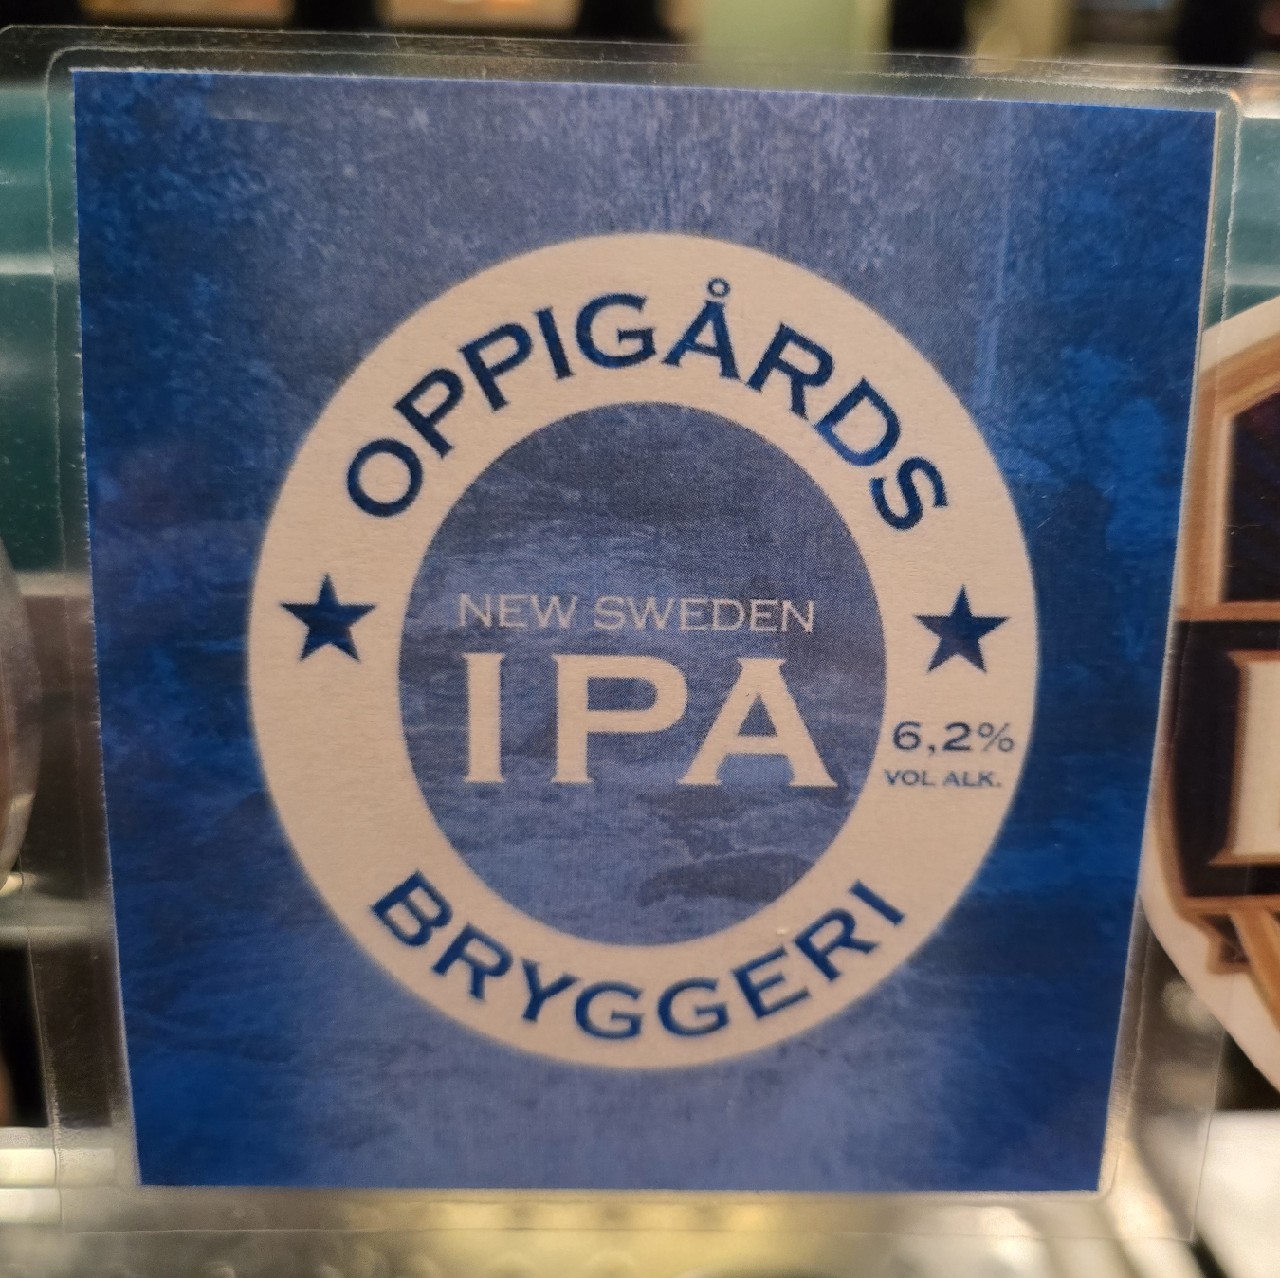 OPPIGÅRDS
NEW SWEDEN
IPA
6,2%
VOL ALK.
BRYGGERI